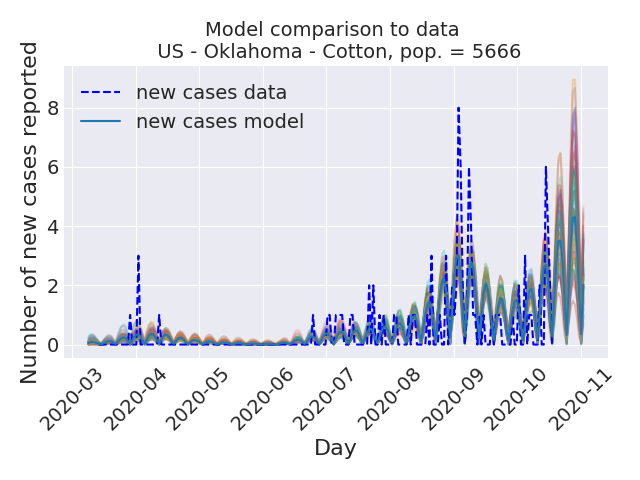 Model comparison to data
US - Oklahoma - Cotton, pop. = 5666
Number of new cases reported
8
6
4
2
0
new cases data
new cases model
2020-03
2020-04
2020-05
2020-06
2020-07
2020-08
2020-09
2020-10
2020-11
Day